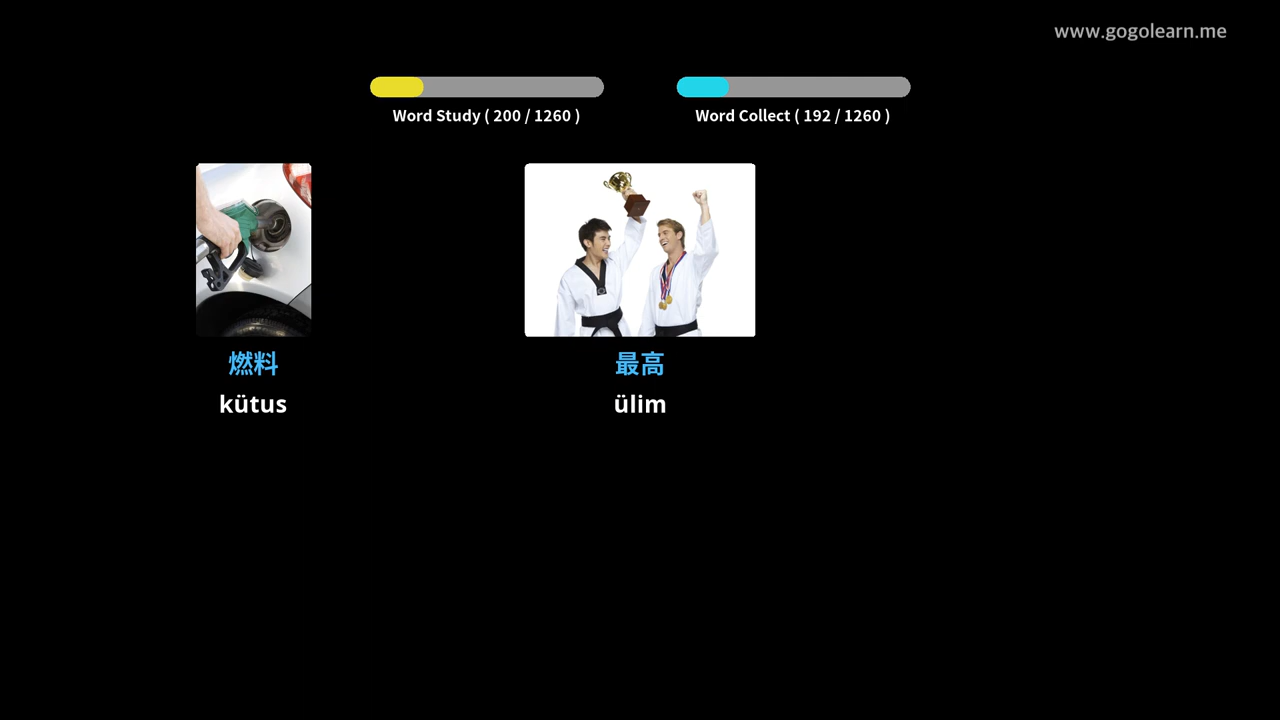 www.gogolearn.me
Word Study ( 200 / 1260 )
Word Collect ( 192 / 1260 )
燃料
kütus
最高
ülim